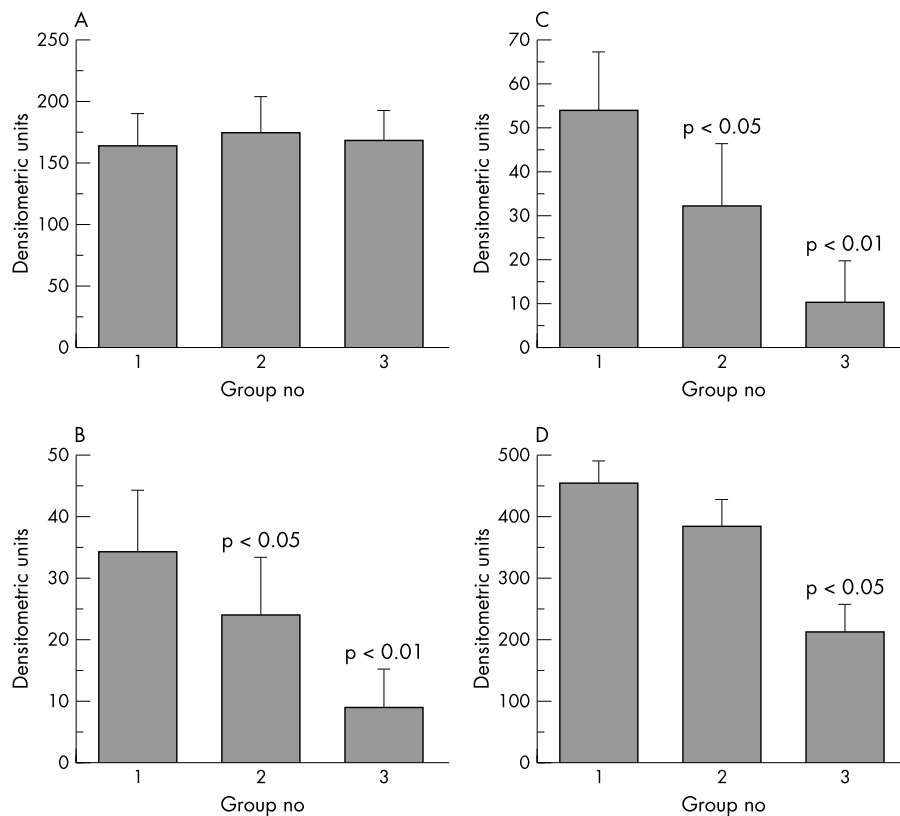 A
250
200
150
100
50
0
Densitometric units
1 2 3
Group no
C
70
60
50
40
30
20
10
0
Densitometric units
p < 0.05
p < 0.01
1 2 3
Group no
B
50
40
30
20
10
0
Densitometric units
p < 0.05
p < 0.01
1 2 3
Group no
D
500
400
300
200
100
0
Densitometric units
p < 0.05
1 2 3
Group no